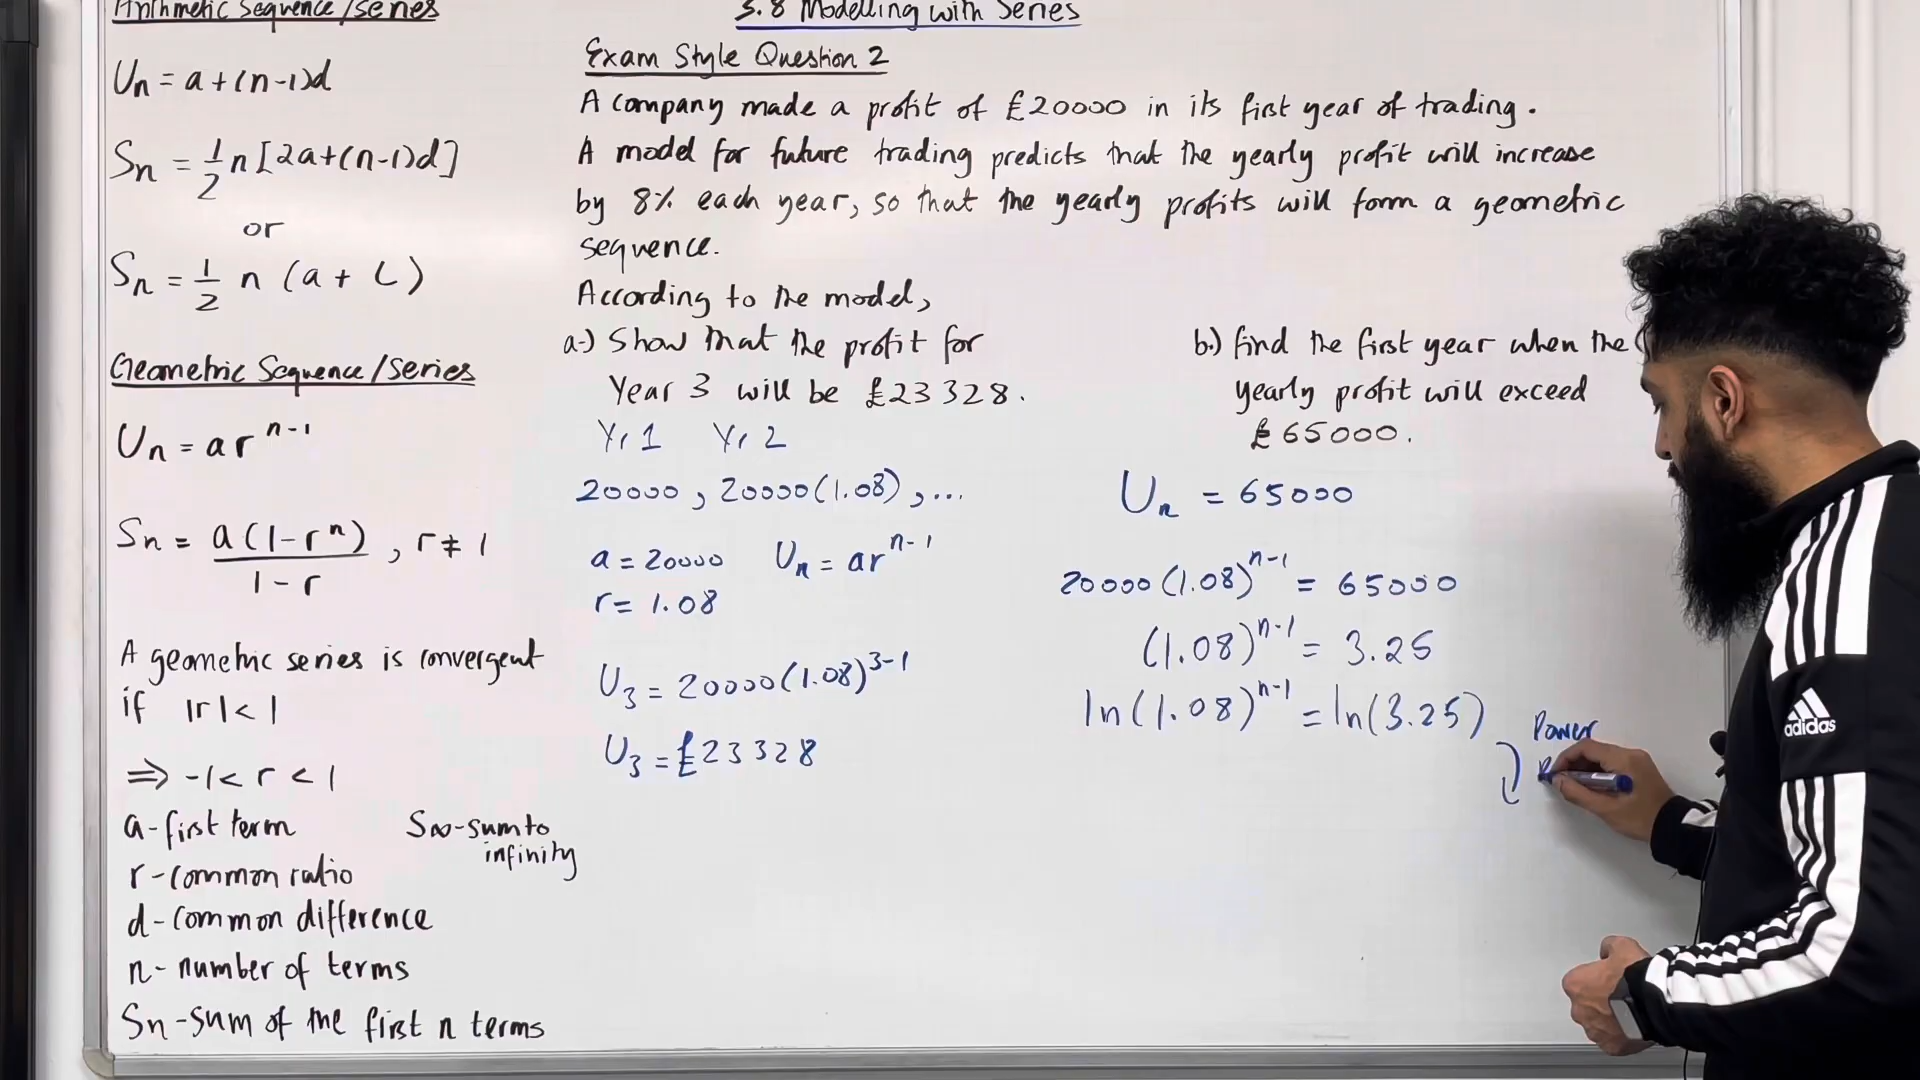 Arithmetic Sequence/Series
Un = a+(n-1)d
Sn = 1/2 n[2a+(n-1)d]
or
Sn = 1/2 n (a + L)
Geometric Sequence/Series
Un = ar^n-1
Sn = a(1-r^n)/1-r , r≠1
A geometric series is convergent
if |r|<1
⇒ -1< r < 1
a-first term
r-common ratio
d-common difference
n-number of terms
Sn-sum of the first n terms
S∞-sum to
infinity
5.8 Modelling with Series
Exam Style Question 2
A company made a profit of £20000 in its first year of trading.
A model for future trading predicts that the yearly profit will increase
by 8% each year, so that the yearly profits will form a geometric
sequence.
According to the model,
a.) Show that the profit for
Year 3 will be £23328.
Yr 1 Yr 2
20000, 20000(1.08), ...
a = 20000 Un = ar^n-1
r = 1.08
U3 = 20000(1.08)^3-1
U3 = £23328
b.) find the first year when the
yearly profit will exceed
£65000.
Un = 65000
20000(1.08)^n-1 = 65000
(1.08)^n-1 = 3.25
ln(1.08)^n-1 = ln(3.25)
Power
adidas